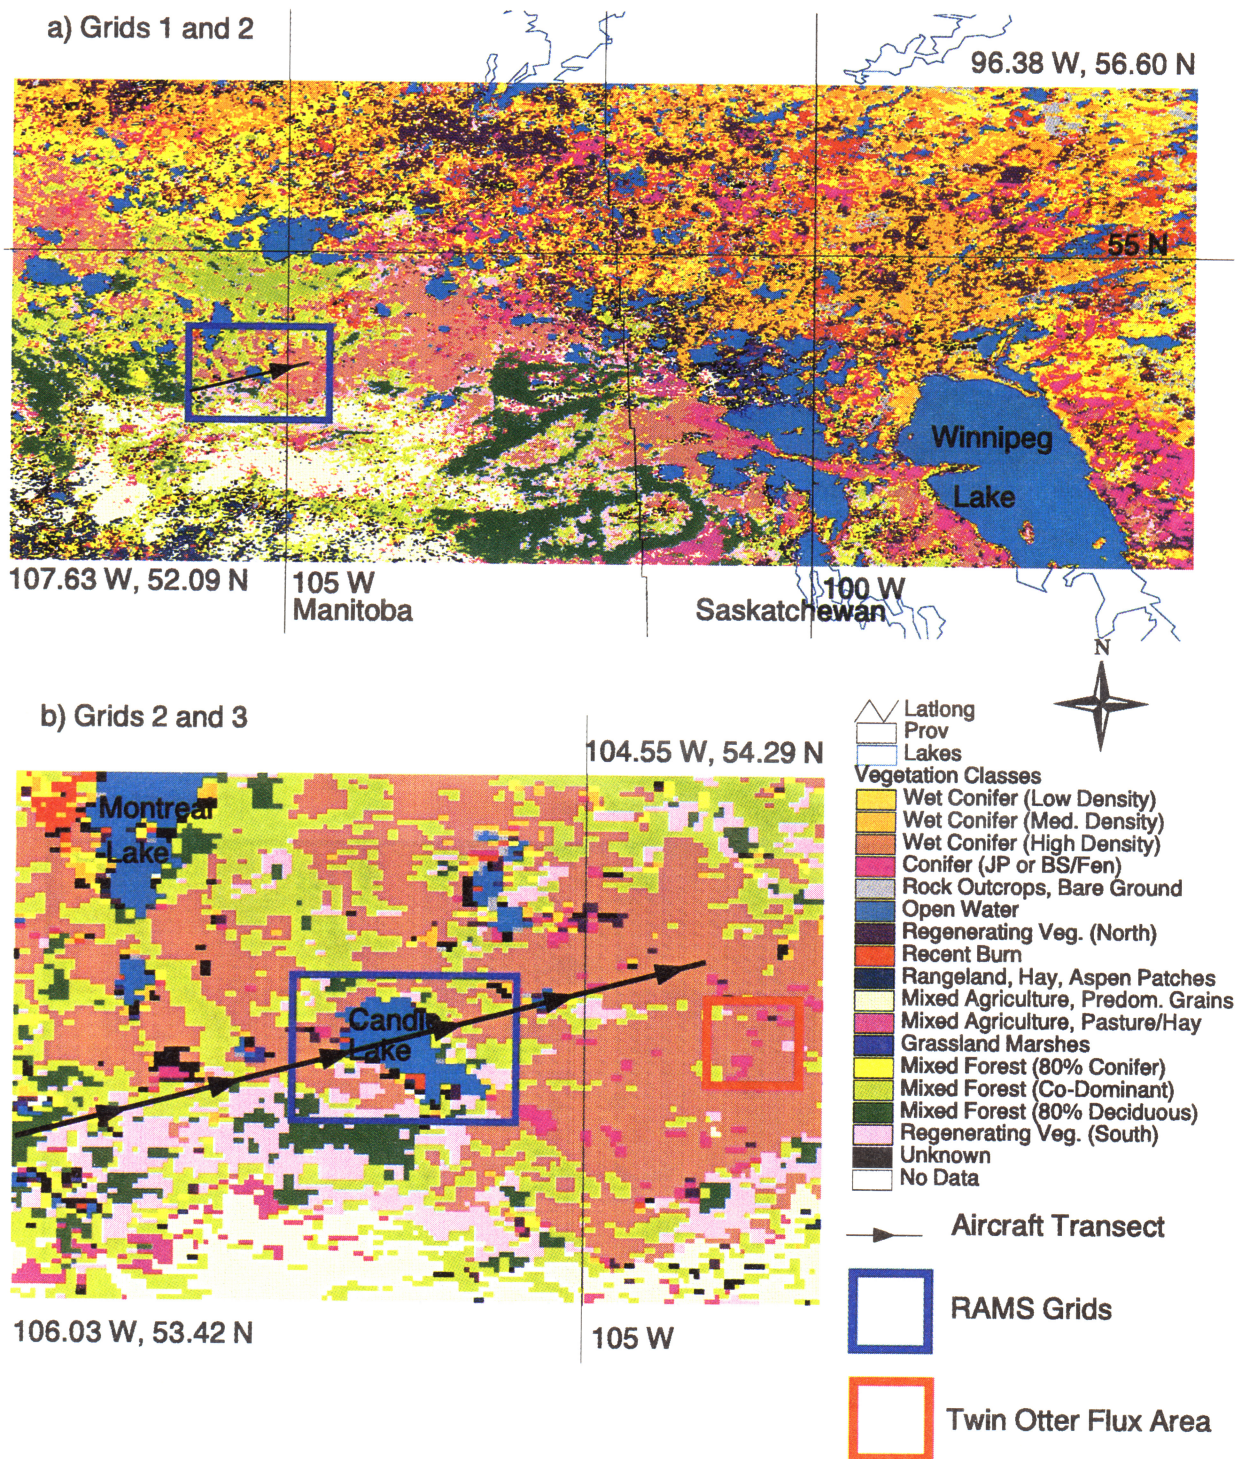 a) Grids 1 and 2
96.38 W, 56.60 N
55 N
Winnipeg
Lake
107.63 W, 52.09 N
105 W
100 W
Manitoba
Saskatchewan
N
b) Grids 2 and 3
104.55 W, 54.29 N
Montreal
Lake
Candle
Lake
106.03 W, 53.42 N
105 W
Latlong
Prov
Lakes
Vegetation Classes
Wet Conifer (Low Density)
Wet Conifer (Med. Density)
Wet Conifer (High Density)
Conifer (JP or BS/Fen)
Rock Outcrops, Bare Ground
Open Water
Regenerating Veg. (North)
Recent Burn
Rangeland, Hay, Aspen Patches
Mixed Agriculture, Predom. Grains
Mixed Agriculture, Pasture/Hay
Grassland Marshes
Mixed Forest (80% Conifer)
Mixed Forest (Co-Dominant)
Mixed Forest (80% Deciduous)
Regenerating Veg. (South)
Unknown
No Data
Aircraft Transect
RAMS Grids
Twin Otter Flux Area